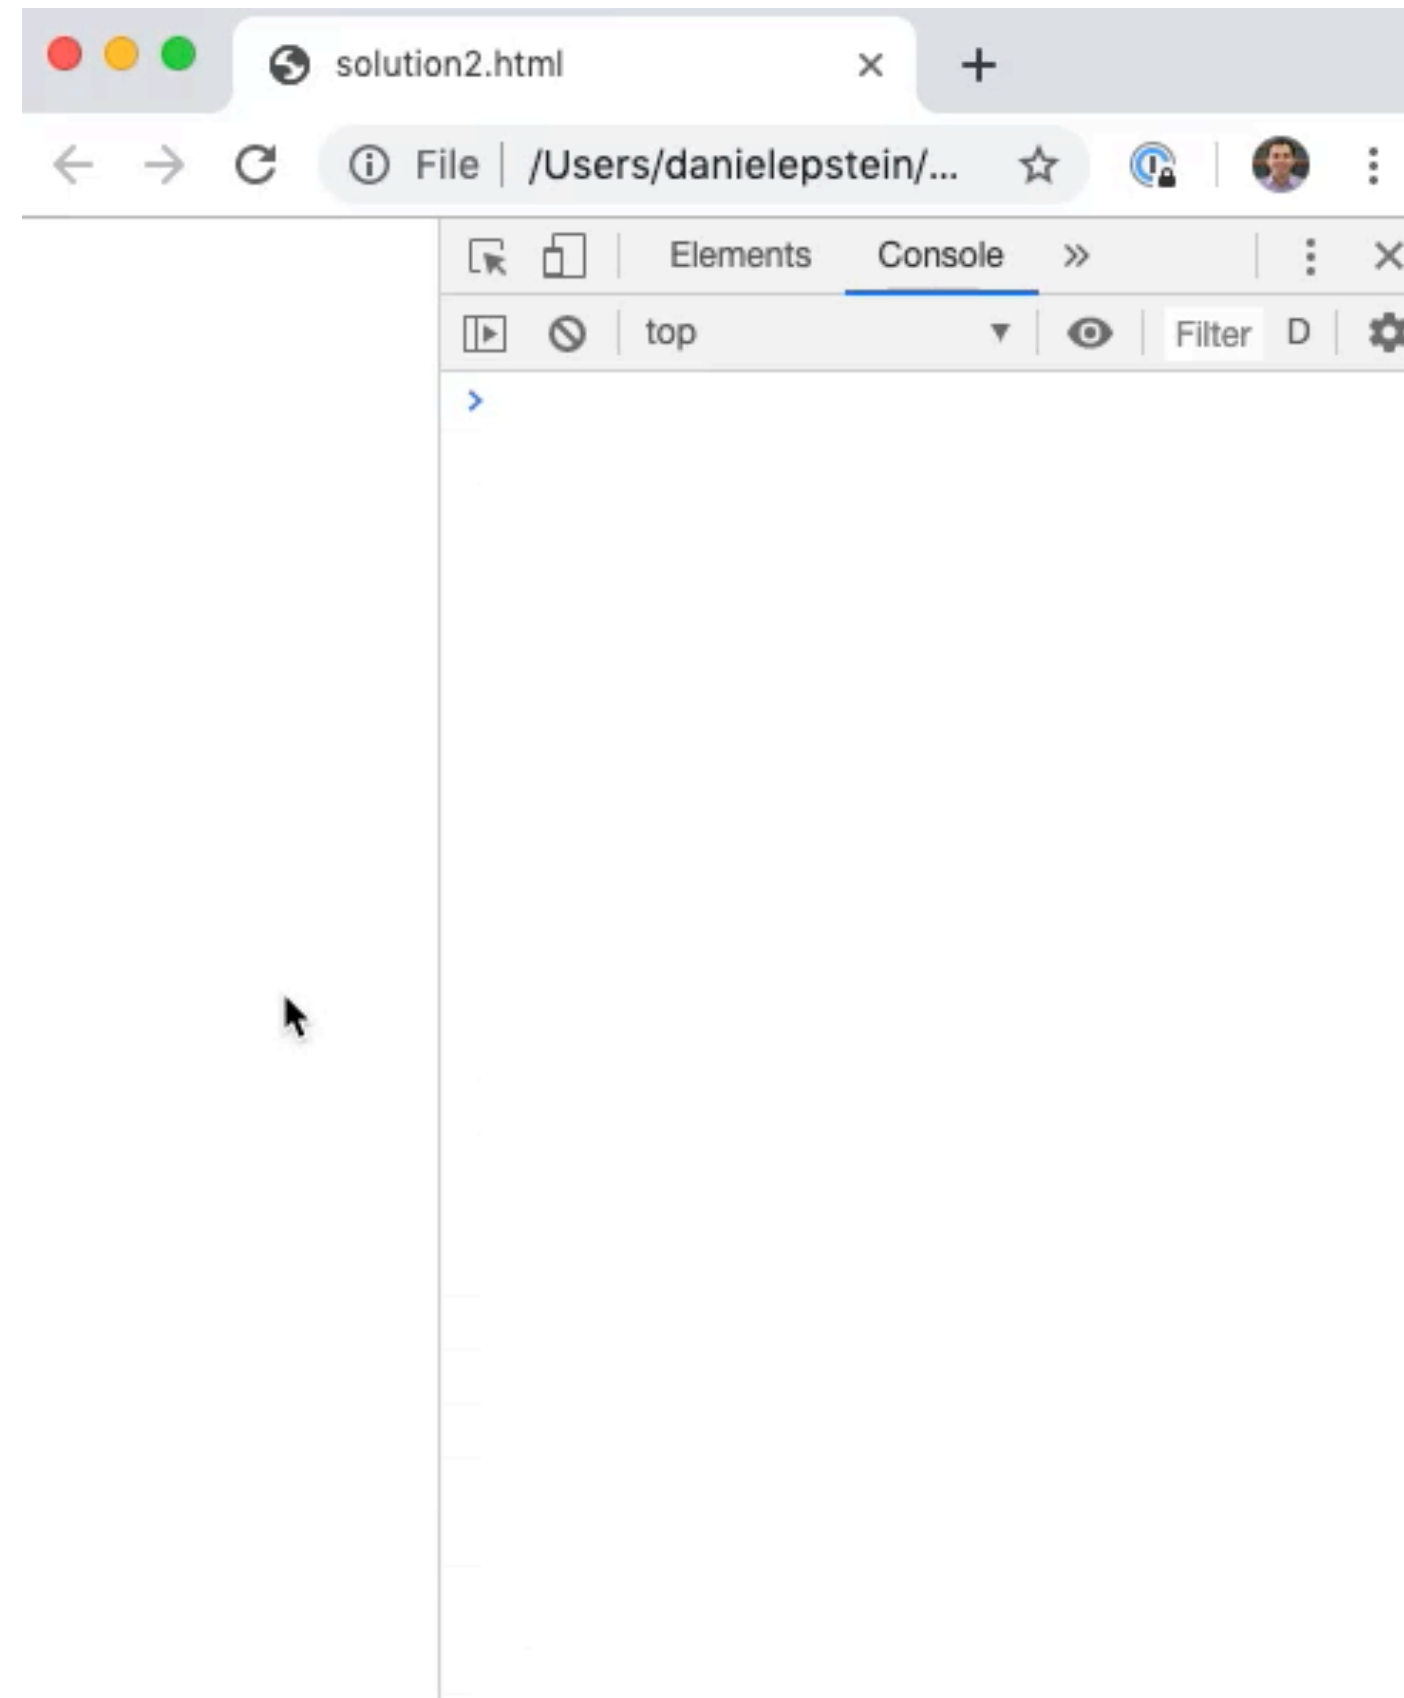 solution2.html
File /Users/danielepstein/...
Elements Console
top Filter D